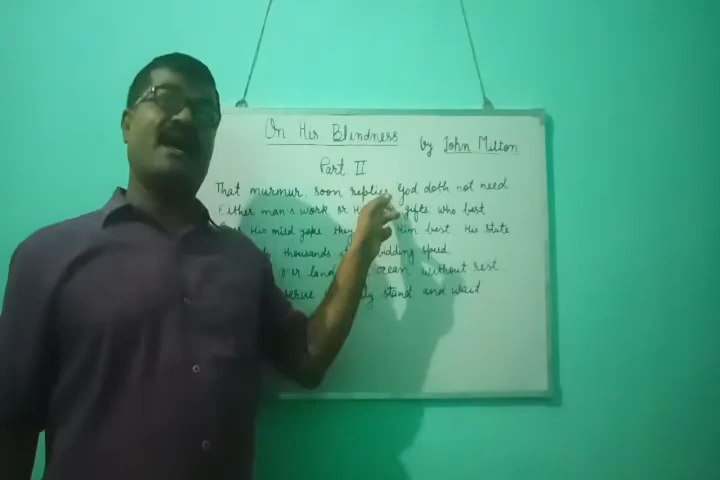 On His Blindness by John Milton
Part II
That murmur soon replies God doth not need
Either man's work or gifts who best
His mild yoke they Him best. His state
thousands bidding speed
o'er land ocean without rest
serve stand and wait